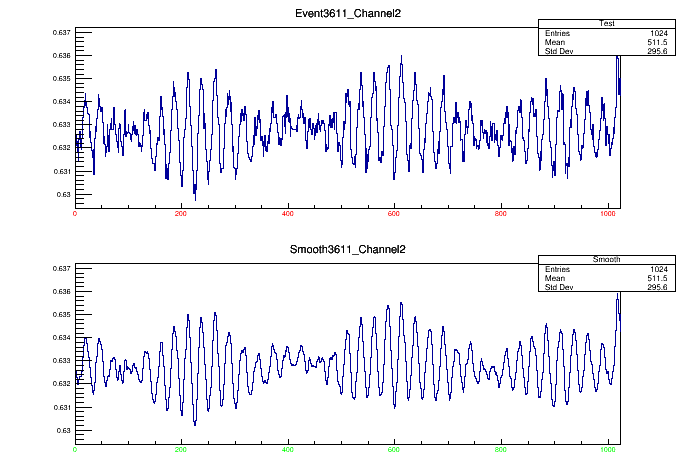 Event3611_Channel2
Test
Entries 1024
Mean 511.5
Std Dev 295.6
0.637
0.636
0.635
0.634
0.633
0.632
0.631
0.63
0 200 400 600 800 1000
Smooth3611_Channel2
Smooth
Entries 1024
Mean 511.5
Std Dev 295.6
0.637
0.636
0.635
0.634
0.633
0.632
0.631
0.63
0 200 400 600 800 1000